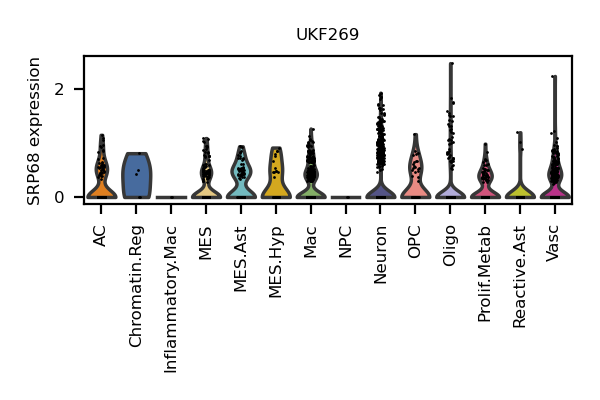 UKF269
SRP68 expression
2
0
AC
Chromatin.Reg
Inflammatory.Mac
MES
MES.Ast
MES.Hyp
Mac
NPC
Neuron
OPC
Oligo
Prolif.Metab
Reactive.Ast
Vasc